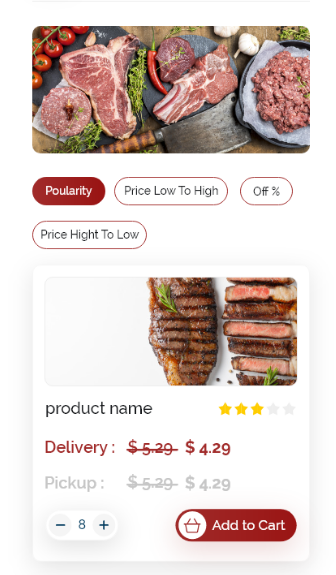 Poularity
Price Low To High
Off %
Price Hight To Low
product name
Delivery : $ 5.29 $ 4.29
Pickup : $ 5.29 $ 4.29
− 8 +
Add to Cart